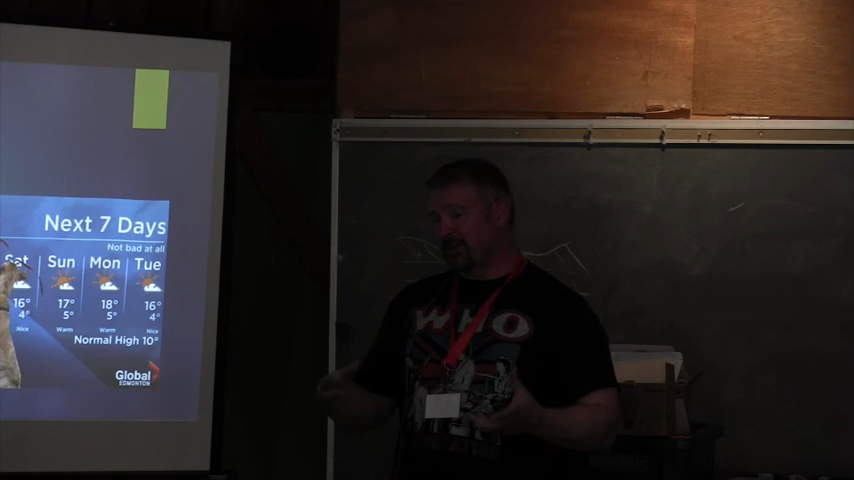 Next 7 Days
Not bad at all
Sat Sun Mon Tue
16° 17° 18° 16°
4° 5° 5° 4°
Nice Warm Warm Nice
Normal High 10°
Global
EDMONTON
WHO